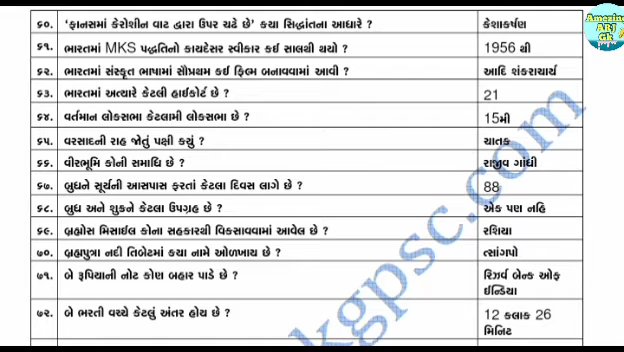 ૬૦. 'ફાનસમાં કેરોશીન વાટ દ્વારા ઉપર ચઢે છે' કયા સિદ્ધાંતના આધારે ? કેશાકર્ષણ
Amezing
ARJ
Gk
૬૧. ભારતમાં MKS પદ્ધતિનો કાયદેસર સ્વીકાર કઈ સાલથી થયો ? 1956 થી
૬૨. ભારતમાં સંસ્કૃત ભાષામાં સૌપ્રથમ કઈ ફિલ્મ બનાવવામાં આવી ? આદિ શંકરાચાર્ય
૬૩. ભારતમાં અત્યારે કેટલી હાઈકોર્ટ છે ? 21
૬૪. વર્તમાન લોકસભા કેટલામી લોકસભા છે ? 15મી
૬૫. વરસાદની રાહ જોતું પક્ષી કયું ? ચાતક
૬૬. વીરભૂમિ કોની સમાધિ છે ? રાજીવ ગાંધી
૬૭. બુધને સૂર્યની આસપાસ ફરતાં કેટલા દિવસ લાગે છે ? 88
૬૮. બુધ અને શુક્રને કેટલા ઉપગ્રહ છે ? એક પણ નહિ
૬૯. બ્રહ્મોસ મિસાઈલ કોના સહકારથી વિકસાવવામાં આવેલ છે ? રશિયા
૭૦. બ્રહ્મપુત્રા નદી તિબેટમાં કયા નામે ઓળખાય છે ? ત્સાંગપો
૭૧. બે રૂપિયાની નોટ કોણ બહાર પાડે છે ? રિઝર્વ બેન્ક ઓફ
ઈન્ડિયા
૭૨. બે ભરતી વચ્ચે કેટલું અંતર હોય છે ? 12 કલાક 26
મિનિટ
kgpsc.com